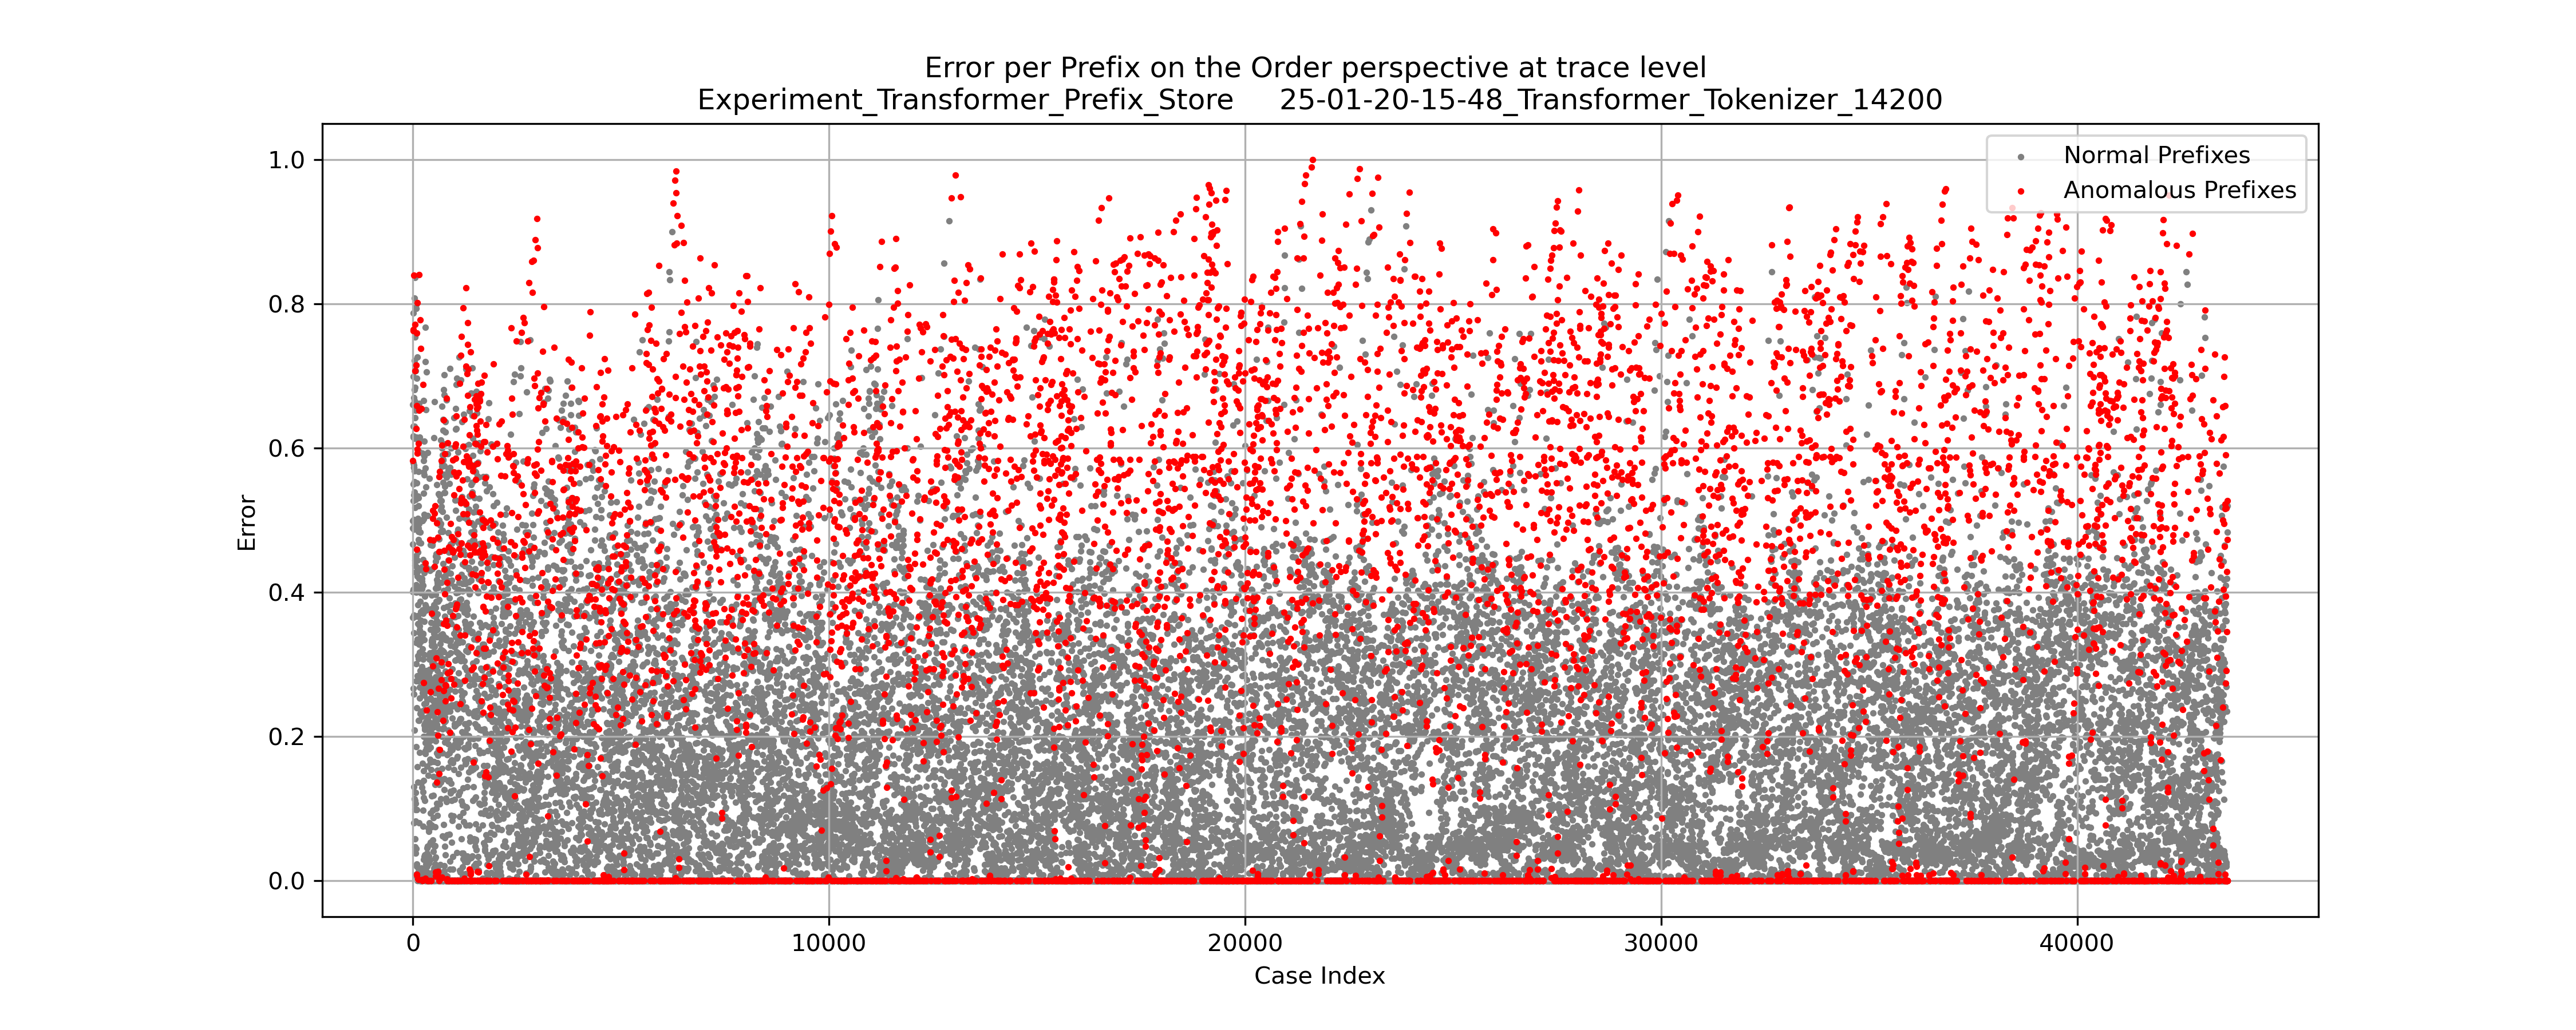 Error per Prefix on the Order perspective at trace level
Experiment_Transformer_Prefix_Store 25-01-20-15-48_Transformer_Tokenizer_14200
Normal Prefixes
Anomalous Prefixes
1.0
0.8
0.6
0.4
0.2
0.0
Error
0 10000 20000 30000 40000
Case Index